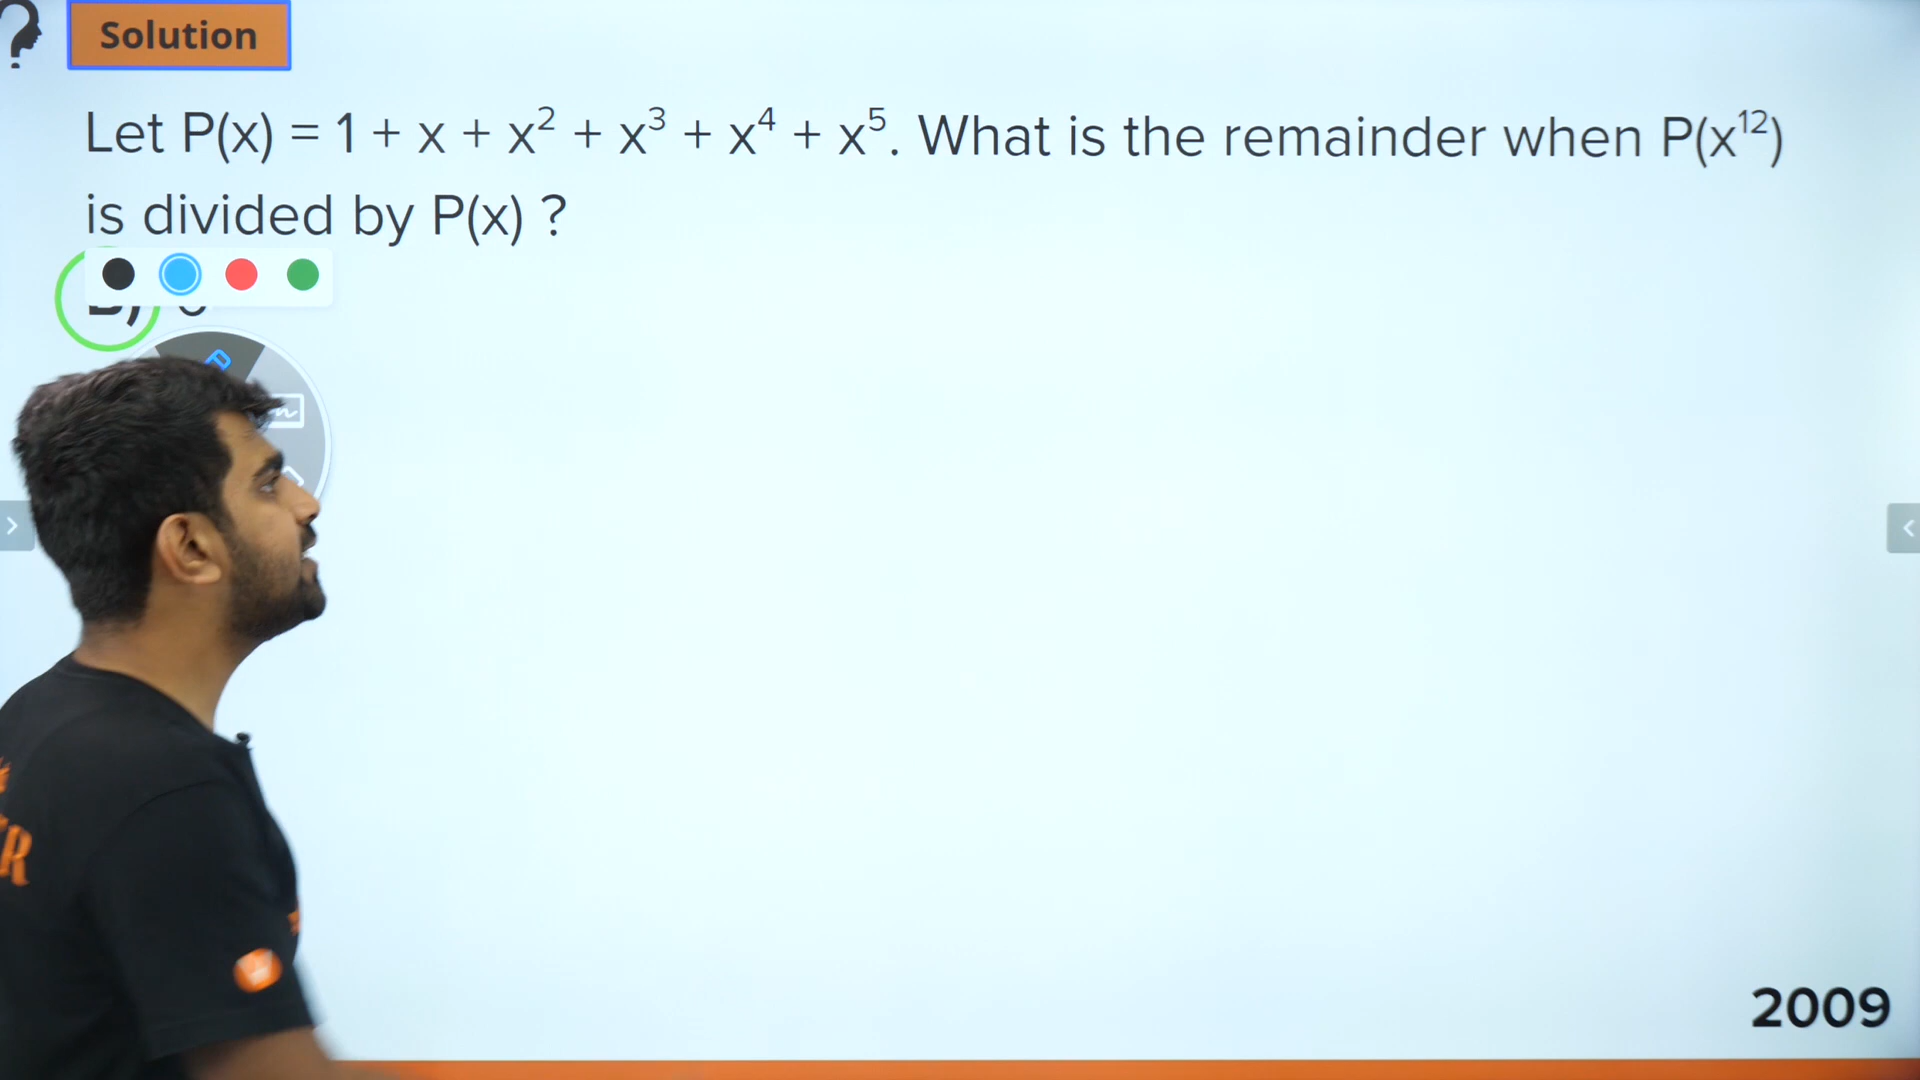 Solution
Let P(x) = 1 + x + x² + x³ + x⁴ + x⁵. What is the remainder when P(x¹²)
is divided by P(x) ?
2009